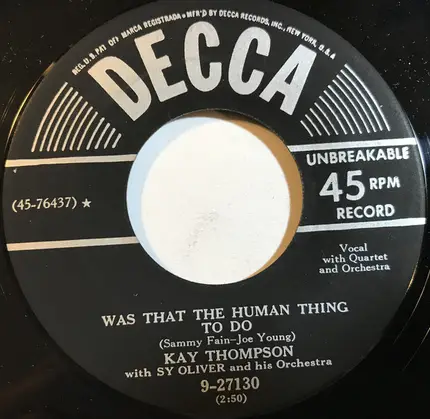 REG. U.S. PAT. OFF. MARCA REGISTRADA • MF'D BY DECCA RECORDS, INC., NEW YORK, U.S.A.
DECCA
UNBREAKABLE
45 RPM
RECORD
(45-76437) ★
Vocal
with Quartet
and Orchestra
WAS THAT THE HUMAN THING
TO DO
(Sammy Fain-Joe Young)
KAY THOMPSON
with SY OLIVER and his Orchestra
9-27130
(2:50)